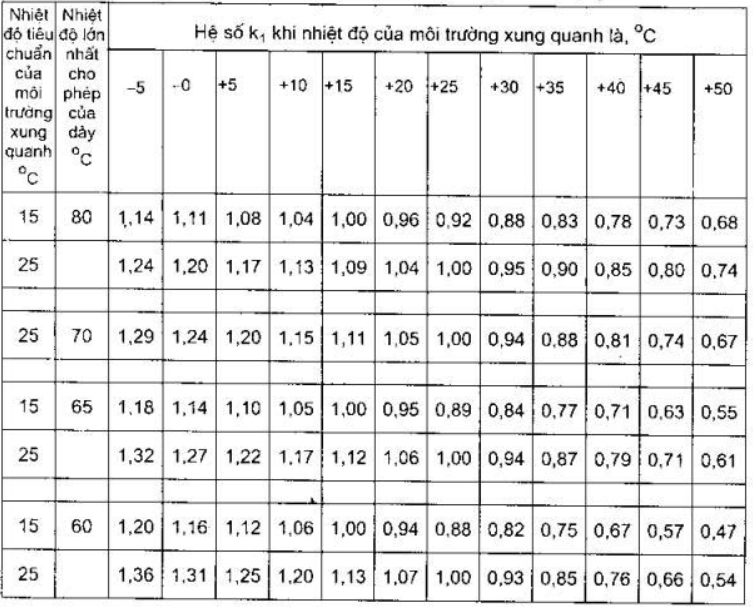 Nhiệt độ tiêu chuẩn của môi trường xung quanh °C
Nhiệt độ lớn nhất cho phép của dây °C
Hệ số k₁ khi nhiệt độ của môi trường xung quanh là, °C
–5 -0 +5 +10 +15 +20 +25 +30 +35 +40 +45 +50
15 80 1,14 1,11 1,08 1,04 1,00 0,96 0,92 0,88 0,83 0,78 0,73 0,68
25 1,24 1,20 1,17 1,13 1,09 1,04 1,00 0,95 0,90 0,85 0,80 0,74
25 70 1,29 1,24 1,20 1,15 1,11 1,05 1,00 0,94 0,88 0,81 0,74 0,67
15 65 1,18 1,14 1,10 1,05 1,00 0,95 0,89 0,84 0,77 0,71 0,63 0,55
25 1,32 1,27 1,22 1,17 1,12 1,06 1,00 0,94 0,87 0,79 0,71 0,61
15 60 1,20 1,16 1,12 1,06 1,00 0,94 0,88 0,82 0,75 0,67 0,57 0,47
25 1,36 1,31 1,25 1,20 1,13 1,07 1,00 0,93 0,85 0,76 0,66 0,54